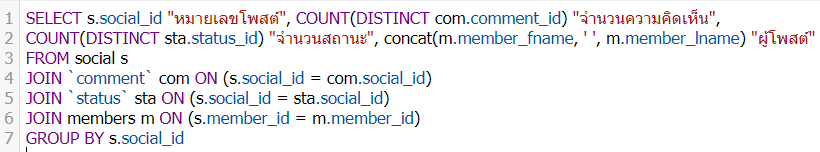 1 SELECT s.social_id "หมายเลขโพสต์", COUNT(DISTINCT com.comment_id) "จำนวนความคิดเห็น",
2 COUNT(DISTINCT sta.status_id) "จำนวนสถานะ", concat(m.member_fname, ' ', m.member_lname) "ผู้โพสต์"
3 FROM social s
4 JOIN `comment` com ON (s.social_id = com.social_id)
5 JOIN `status` sta ON (s.social_id = sta.social_id)
6 JOIN members m ON (s.member_id = m.member_id)
7 GROUP BY s.social_id